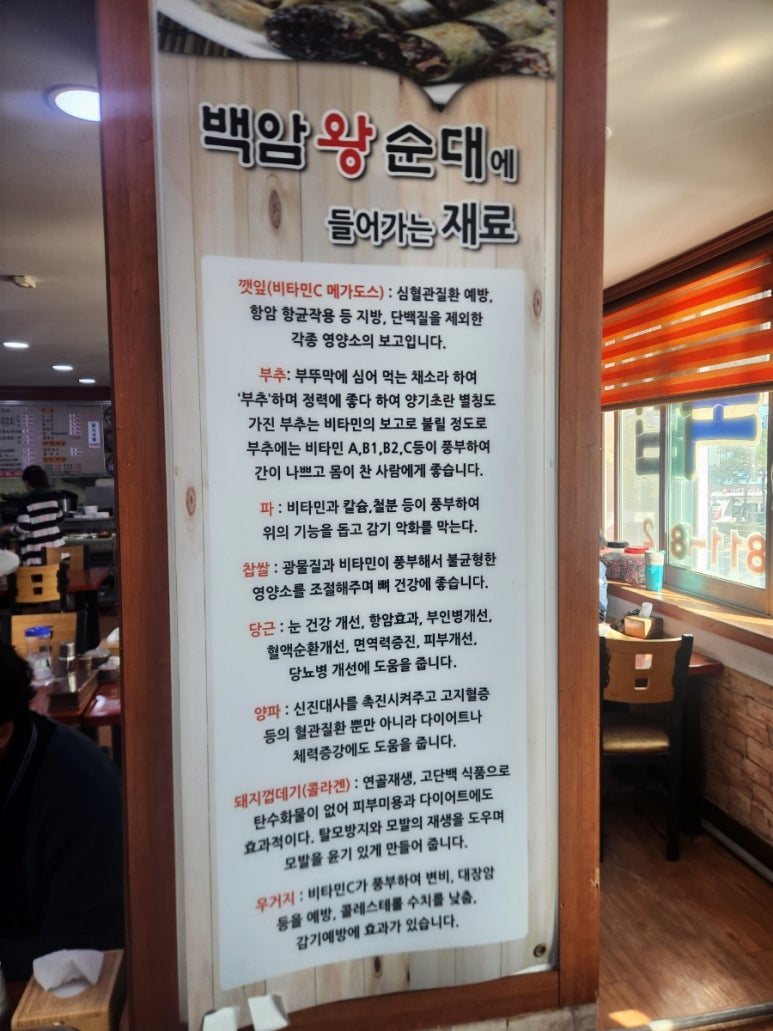 백암왕순대에
들어가는 재료
깻잎(비타민C 메가도스) : 심혈관질환 예방,
항암 항균작용 등 지방, 단백질을 제외한
각종 영양소의 보고입니다.
부추: 부뚜막에 심어 먹는 채소라 하여
'부추'하며 정력에 좋다 하여 양기초란 별칭도
가진 부추는 비타민의 보고로 불릴 정도로
부추에는 비타민 A,B1,B2,C등이 풍부하여
간이 나쁘고 몸이 찬 사람에게 좋습니다.
파 : 비타민과 칼슘,철분 등이 풍부하여
위의 기능을 돕고 감기 악화를 막는다.
찹쌀 : 광물질과 비타민이 풍부해서 불균형한
영양소를 조절해주며 뼈 건강에 좋습니다.
당근 : 눈 건강 개선, 항암효과, 부인병개선,
혈액순환개선, 면역력증진, 피부개선,
당뇨병 개선에 도움을 줍니다.
양파 : 신진대사를 촉진시켜주고 고지혈증
등의 혈관질환 뿐만 아니라 다이어트나
체력증강에도 도움을 줍니다.
돼지껍데기(콜라겐) : 연골재생, 고단백 식품으로
탄수화물이 없어 피부미용과 다이어트에도
효과적이다. 탈모방지와 모발의 재생을 도우며
모발을 윤기 있게 만들어 줍니다.
우거지 : 비타민C가 풍부하여 변비, 대장암
등을 예방, 콜레스테롤 수치를 낮춤,
감기예방에 효과가 있습니다.